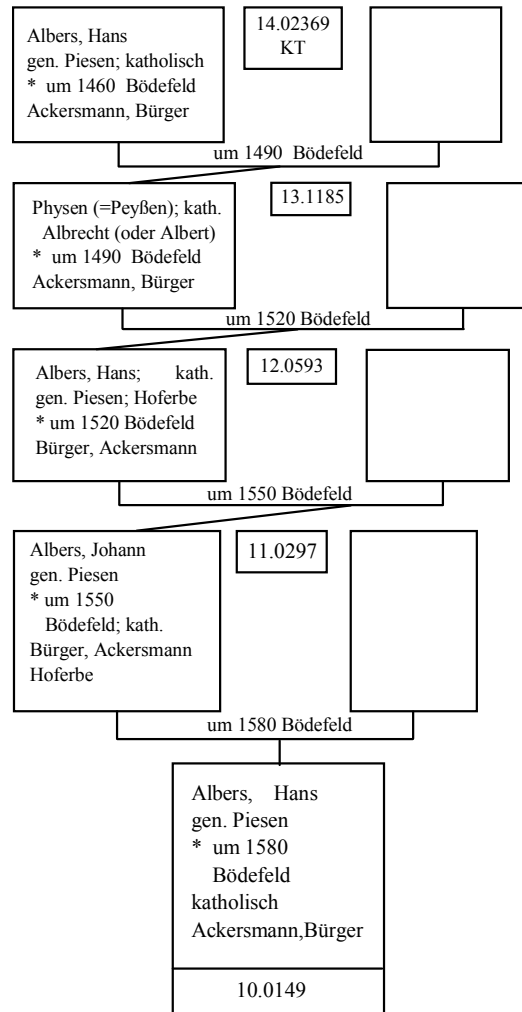 Albers, Hans
gen. Piesen; katholisch
* um 1460 Bödefeld
Ackersmann, Bürger
14.02369
KT
um 1490 Bödefeld
Physen (=Peyßen); kath.
Albrecht (oder Albert)
* um 1490 Bödefeld
Ackersmann, Bürger
13.1185
um 1520 Bödefeld
Albers, Hans; kath.
gen. Piesen; Hoferbe
* um 1520 Bödefeld
Bürger, Ackersmann
12.0593
um 1550 Bödefeld
Albers, Johann
gen. Piesen
* um 1550
Bödefeld; kath.
Bürger, Ackersmann
Hoferbe
11.0297
um 1580 Bödefeld
Albers, Hans
gen. Piesen
* um 1580
Bödefeld
katholisch
Ackersmann,Bürger
10.0149